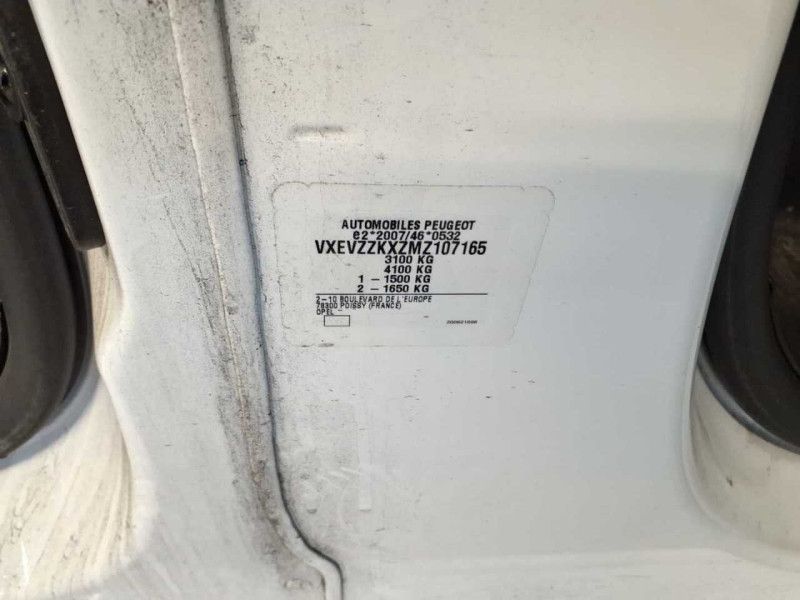 AUTOMOBILES PEUGEOT
e2*2007/46*0532
VXEVZZKXZMZ107165
3100 KG
4100 KG
1 – 1500 KG
2 – 1650 KG
2–10 BOULEVARD DE L'EUROPE
78300 POISSY (FRANCE)
OPEL